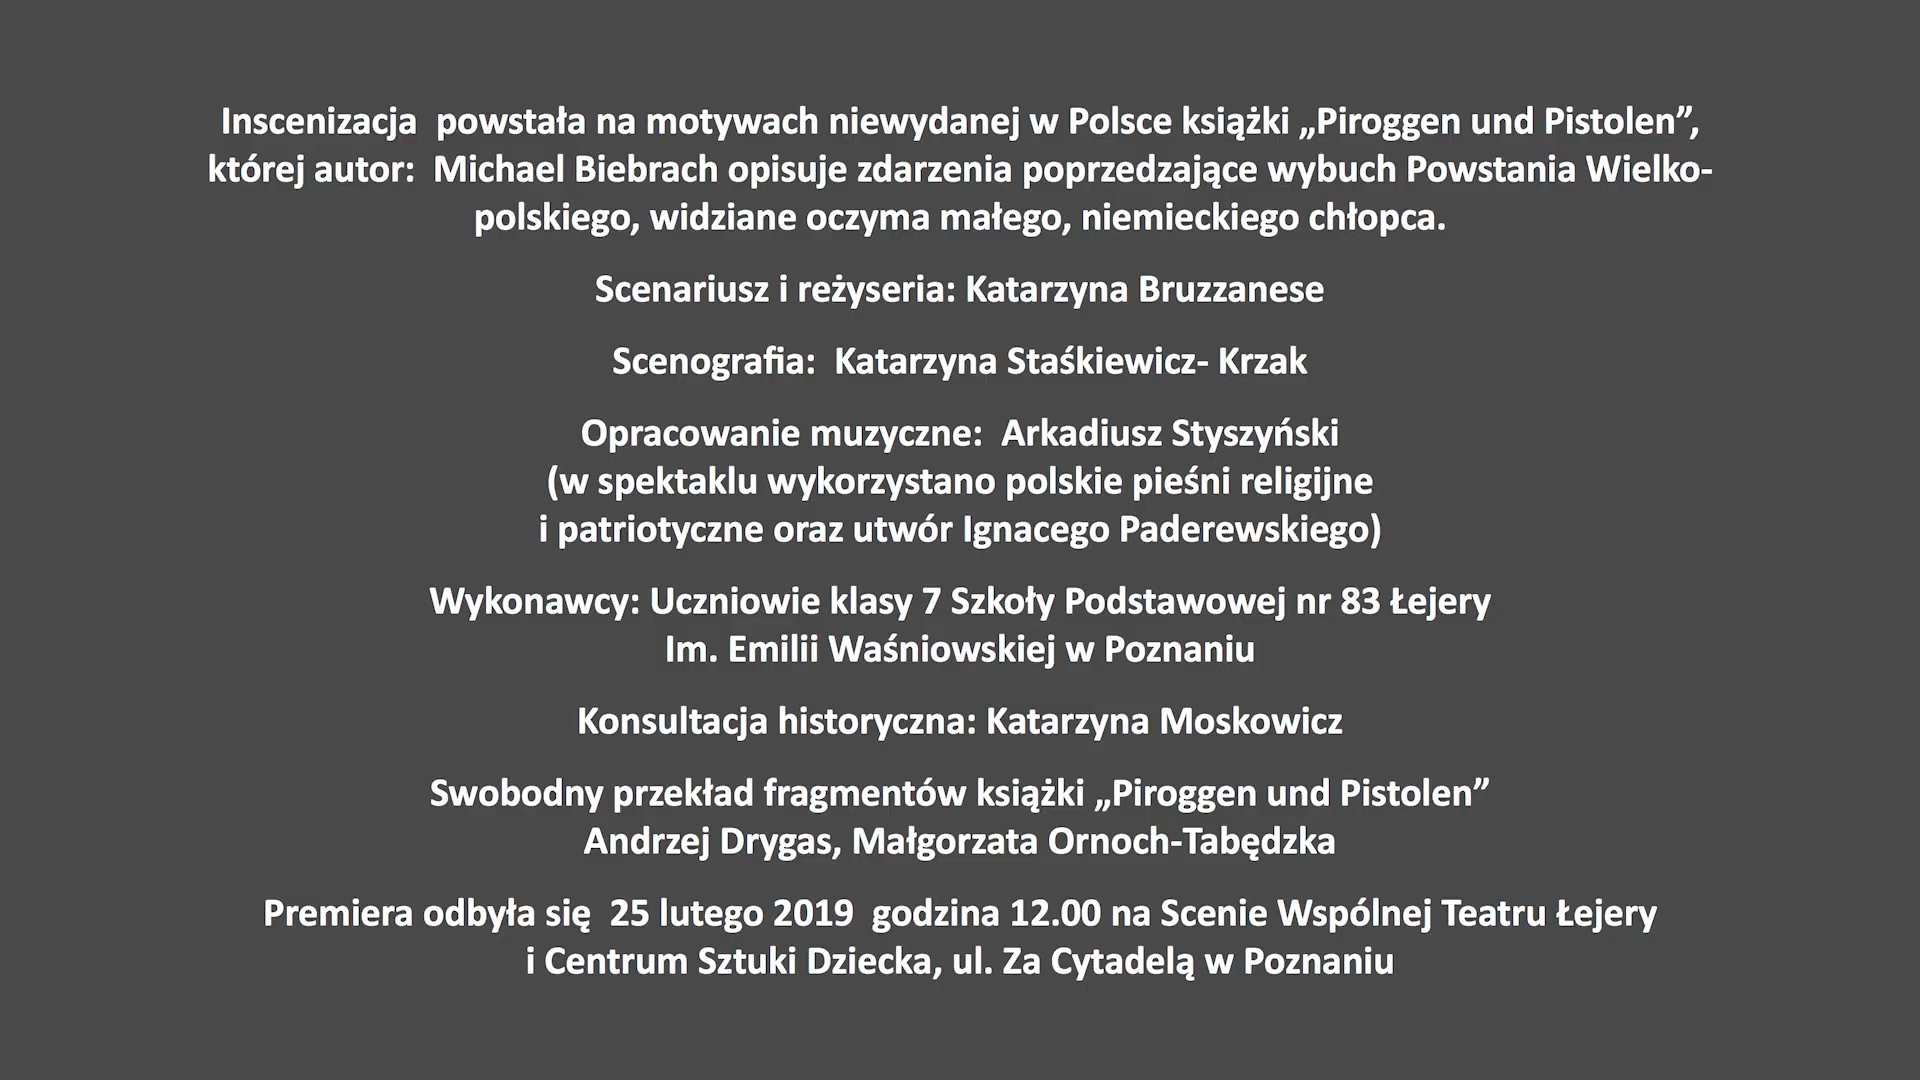 Inscenizacja  powstała na motywach niewydanej w Polsce książki „Piroggen und Pistolen”,
której autor:  Michael Biebrach opisuje zdarzenia poprzedzające wybuch Powstania Wielko-
polskiego, widziane oczyma małego, niemieckiego chłopca.
Scenariusz i reżyseria: Katarzyna Bruzzanese
Scenografia:  Katarzyna Staśkiewicz- Krzak
Opracowanie muzyczne:  Arkadiusz Styszyński
(w spektaklu wykorzystano polskie pieśni religijne
i patriotyczne oraz utwór Ignacego Paderewskiego)
Wykonawcy: Uczniowie klasy 7 Szkoły Podstawowej nr 83 Łejery
Im. Emilii Waśniowskiej w Poznaniu
Konsultacja historyczna: Katarzyna Moskowicz
Swobodny przekład fragmentów książki „Piroggen und Pistolen”
Andrzej Drygas, Małgorzata Ornoch-Tabędzka
Premiera odbyła się  25 lutego 2019  godzina 12.00 na Scenie Wspólnej Teatru Łejery
i Centrum Sztuki Dziecka, ul. Za Cytadelą w Poznaniu